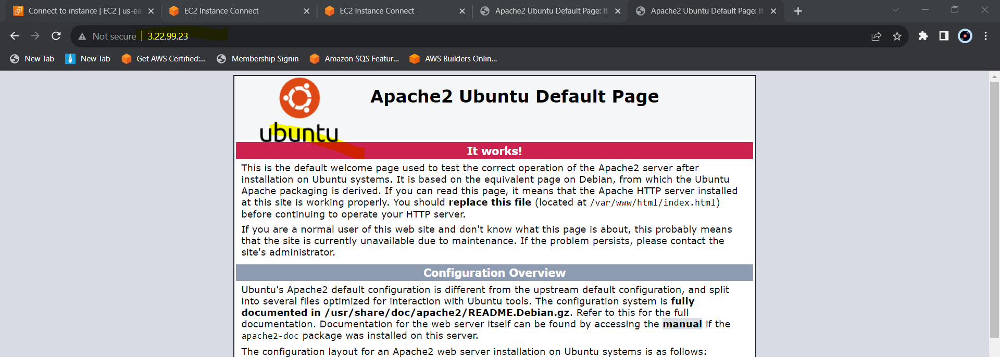 Connect to instance | EC2 | us-eas
EC2 Instance Connect
EC2 Instance Connect
Apache2 Ubuntu Default Page: It
Apache2 Ubuntu Default Page: It
Not secure | 3.22.99.23
New Tab
New Tab
Get AWS Certified:...
Membership Signin
Amazon SQS Featur...
AWS Builders Onlin...
ubuntu
Apache2 Ubuntu Default Page
It works!
This is the default welcome page used to test the correct operation of the Apache2 server after
installation on Ubuntu systems. It is based on the equivalent page on Debian, from which the Ubuntu
Apache packaging is derived. If you can read this page, it means that the Apache HTTP server installed
at this site is working properly. You should replace this file (located at /var/www/html/index.html)
before continuing to operate your HTTP server.
If you are a normal user of this web site and don't know what this page is about, this probably means
that the site is currently unavailable due to maintenance. If the problem persists, please contact the
site's administrator.
Configuration Overview
Ubuntu's Apache2 default configuration is different from the upstream default configuration, and split
into several files optimized for interaction with Ubuntu tools. The configuration system is fully
documented in /usr/share/doc/apache2/README.Debian.gz. Refer to this for the full
documentation. Documentation for the web server itself can be found by accessing the manual if the
apache2-doc package was installed on this server.
The configuration layout for an Apache2 web server installation on Ubuntu systems is as follows: